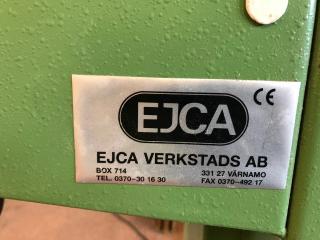 EJCA
CE
EJCA VERKSTADS AB
BOX 714 331 27 VÄRNAMO
TEL. 0370-30 16 30 FAX 0370-492 17